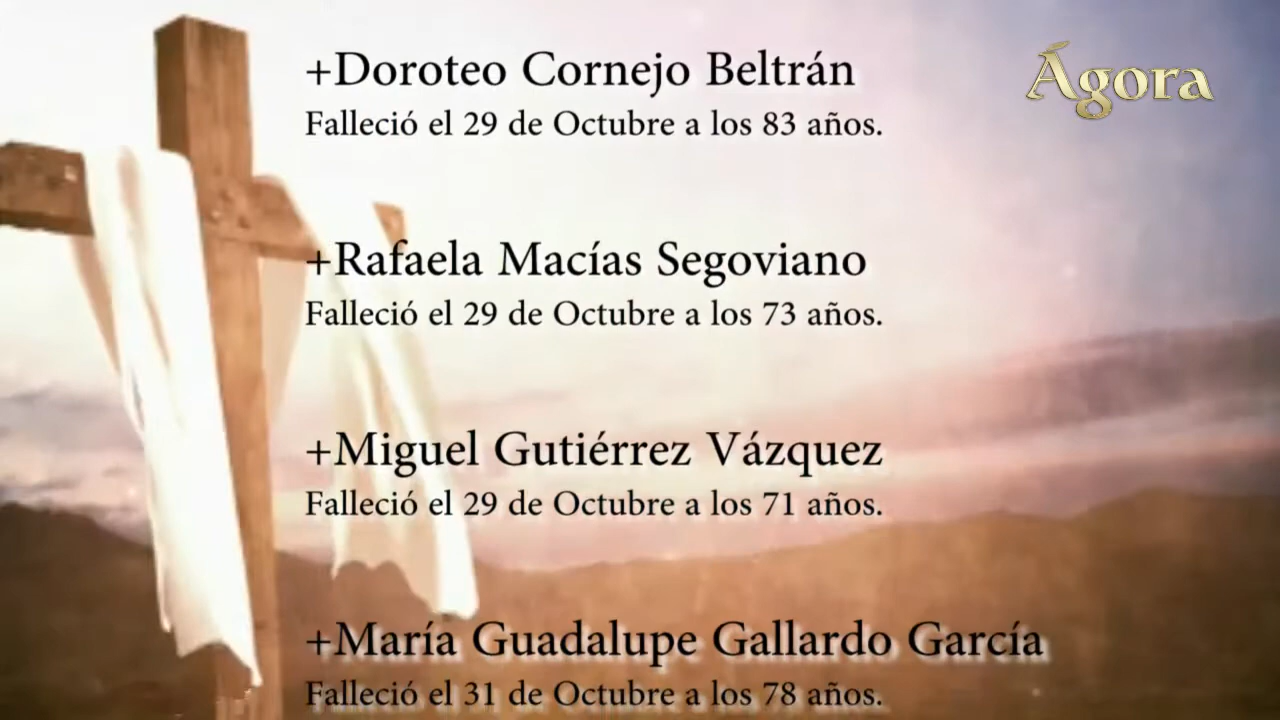 +Doroteo Cornejo Beltrán
Falleció el 29 de Octubre a los 83 años.
Ágora
+Rafaela Macías Segoviano
Falleció el 29 de Octubre a los 73 años.
+Miguel Gutiérrez Vázquez
Falleció el 29 de Octubre a los 71 años.
+María Guadalupe Gallardo García
Falleció el 31 de Octubre a los 78 años.